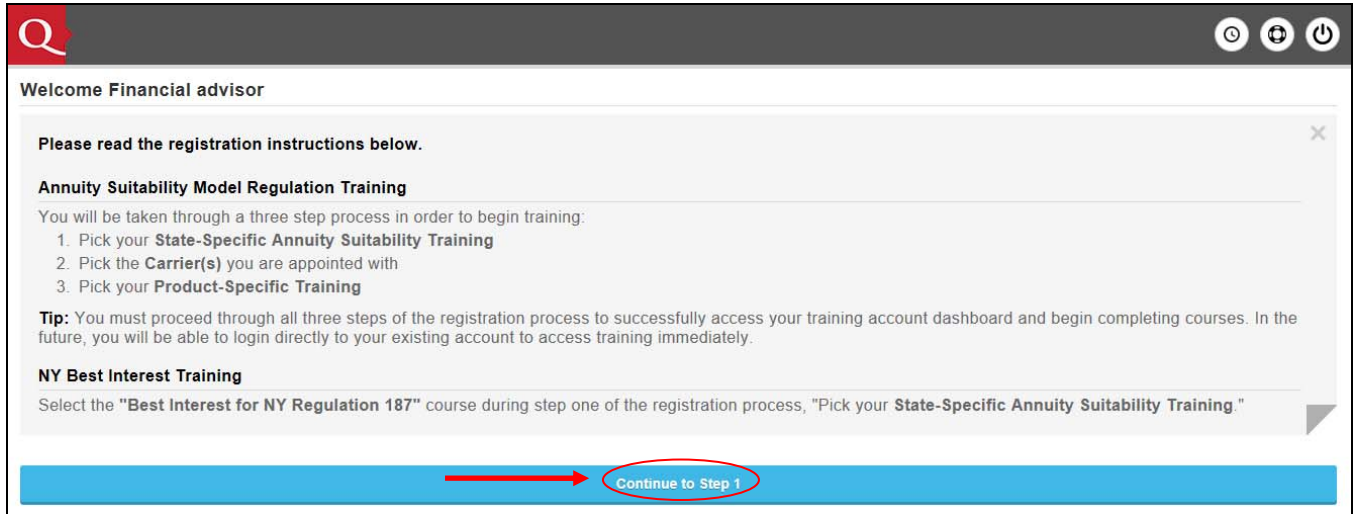 Q
Welcome Financial advisor
Please read the registration instructions below.
Annuity Suitability Model Regulation Training
You will be taken through a three step process in order to begin training:
1. Pick your State-Specific Annuity Suitability Training
2. Pick the Carrier(s) you are appointed with
3. Pick your Product-Specific Training
Tip: You must proceed through all three steps of the registration process to successfully access your training account dashboard and begin completing courses. In the
future, you will be able to login directly to your existing account to access training immediately.
NY Best Interest Training
Select the "Best Interest for NY Regulation 187" course during step one of the registration process, "Pick your State-Specific Annuity Suitability Training."
Continue to Step 1